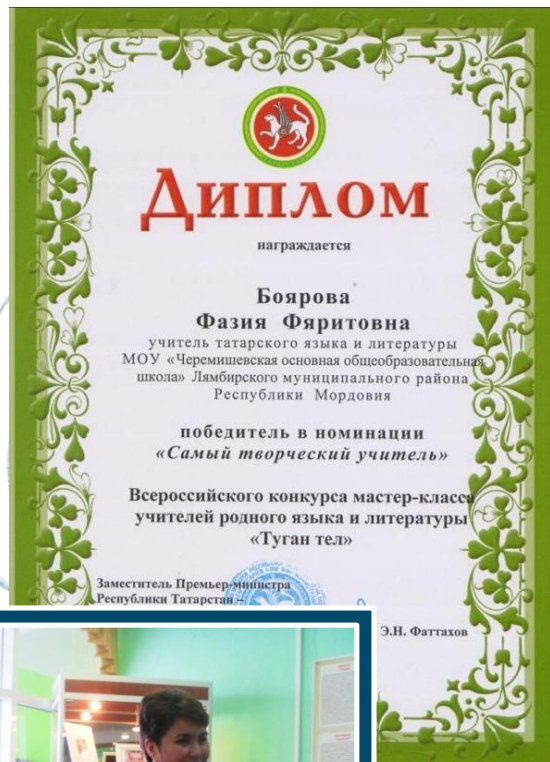 Диплом
награждается
Боярова
Фазия Фяритовна
учитель татарского языка и литературы
МОУ «Черемишевская основная общеобразовательная
школа» Лямбирского муниципального района
Республики Мордовия
победитель в номинации
«Самый творческий учитель»
Всероссийского конкурса мастер-класса
учителей родного языка и литературы
«Туган тел»
Заместитель Премьер-министра
Республики Татарстан –
Э.Н. Фаттахов